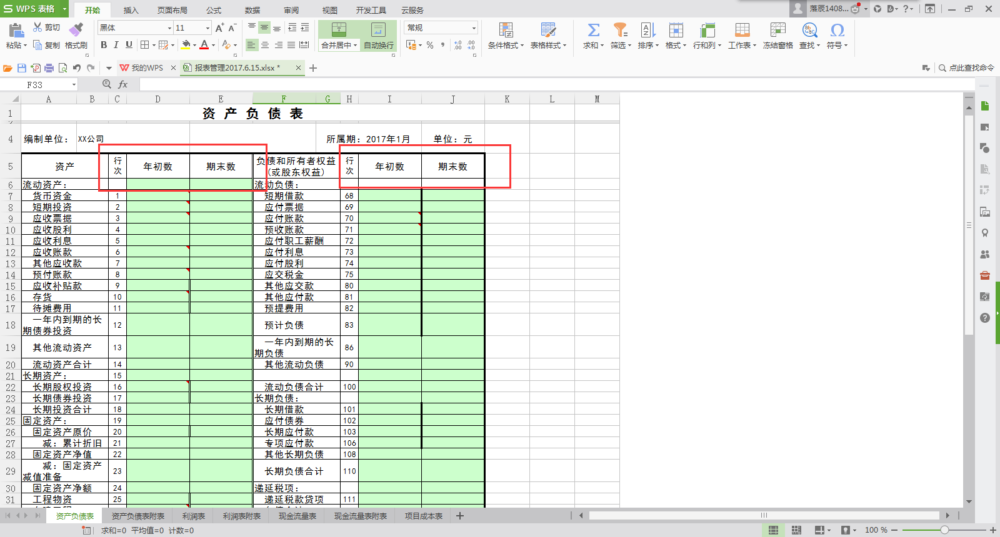 WPS 表格 开始 插入 页面布局 公式 数据 审阅 视图 开发工具 云服务 落辰1408...
粘贴 剪切 复制 格式刷 黑体 11 B I U A 合并居中 自动换行 常规 % 条件格式 表格样式 求和 筛选 排序 格式 行和列 工作表 冻结窗格 查找 符号
我的WPS 报表管理2017.6.15.xlsx * 点此查找命令
F33 fx
A B C D E F G H I J K L M
1 资 产 负 债 表
4 编制单位: XX公司 所属期: 2017年1月 单位: 元
5 资产 行次 年初数 期末数 负债和所有者权益(或股东权益) 行次 年初数 期末数
6 流动资产: 流动负债:
7 货币资金 1 短期借款 68
8 短期投资 2 应付票据 69
9 应收票据 3 应付账款 70
10 应收股利 4 预收账款 71
11 应收利息 5 应付职工薪酬 72
12 应收账款 6 应付利息 73
13 其他应收款 7 应付股利 74
14 预付账款 8 应交税金 75
15 应收补贴款 9 其他应交款 80
16 存货 10 其他应付款 81
17 待摊费用 11 预提费用 82
18 一年内到期的长期债券投资 12 预计负债 83
19 其他流动资产 13 一年内到期的长期负债 86
20 流动资产合计 14 其他流动负债 90
21 长期资产: 15
22 长期股权投资 16 流动负债合计 100
23 长期债券投资 17 长期负债:
24 长期投资合计 18 长期借款 101
25 固定资产: 19 应付债券 102
26 固定资产原价 20 长期应付款 103
27 减: 累计折旧 21 专项应付款 106
28 固定资产净值 22 其他长期负债 108
29 减: 固定资产减值准备 23 长期负债合计 110
30 固定资产净额 24 递延税项:
31 工程物资 25 递延税款贷项 111
资产负债表 资产负债表附表 利润表 利润表附表 现金流量表 现金流量表附表 项目成本表
求和=0 平均值=0 计数=0 100 %